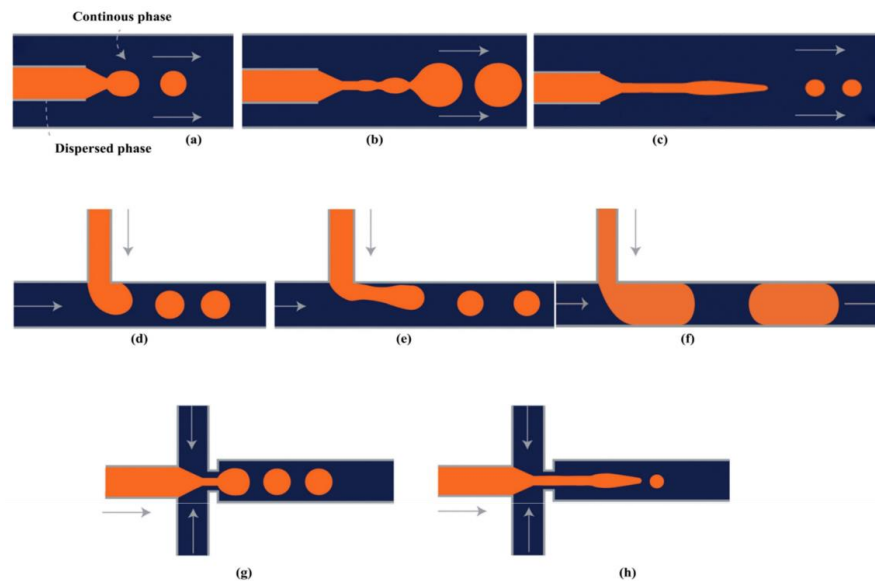 Continous phase
Dispersed phase
(a)
(b)
(c)
(d)
(e)
(f)
(g)
(h)